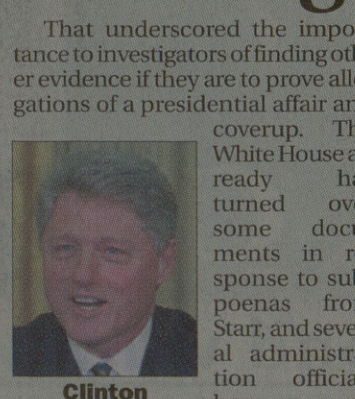 That underscored the impo
tance to investigators of finding oth
er evidence if they are to prove alle
gations of a presidential affair an
coverup. Th
White House a
ready ha
turned ove
some docu
ments in r
sponse to sub
poenas fro
Starr, and seve
al administr
tion officia
Clinton